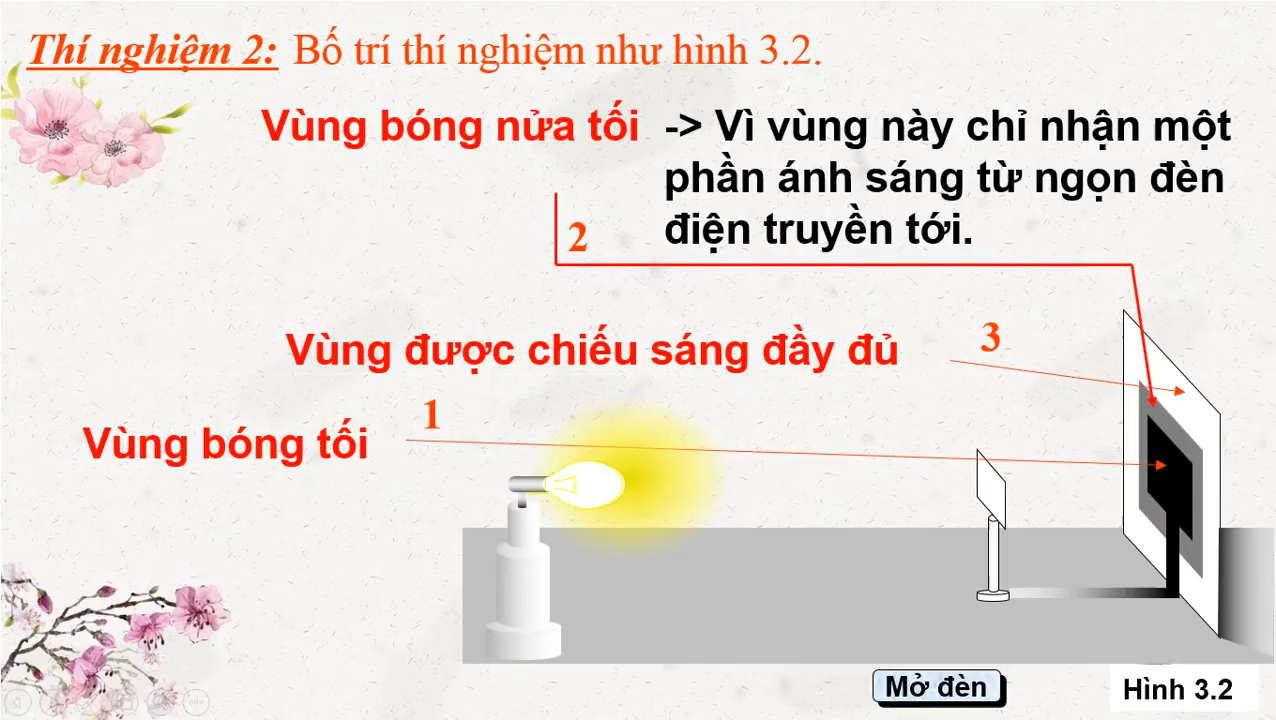 Thí nghiệm 2: Bố trí thí nghiệm như hình 3.2.
Vùng bóng nửa tối -> Vì vùng này chỉ nhận một
phần ánh sáng từ ngọn đèn
điện truyền tới.
2
Vùng được chiếu sáng đầy đủ
3
1
Vùng bóng tối
Mở đèn
Hình 3.2